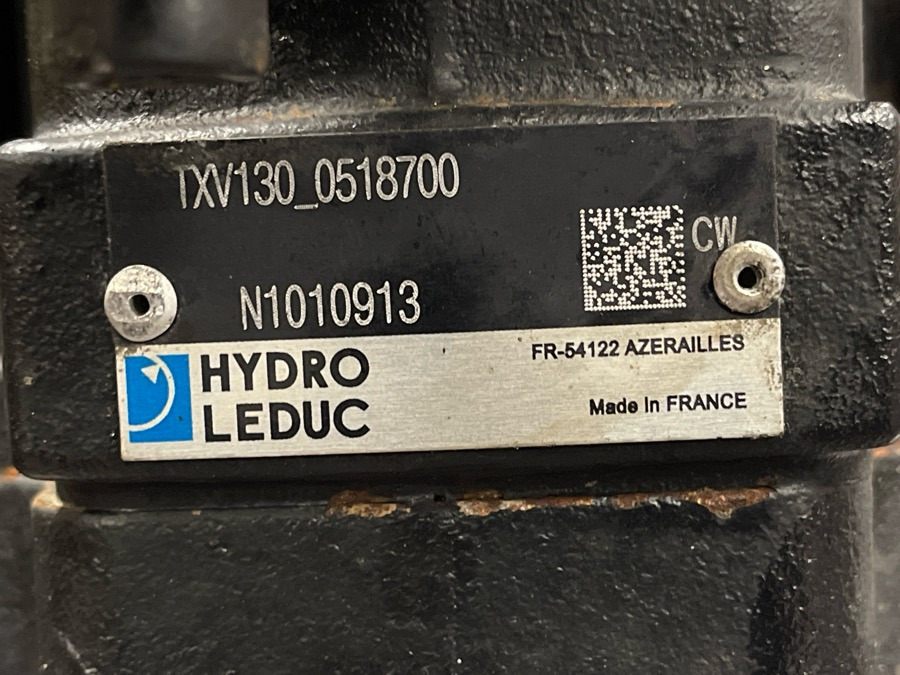 TXV130_0518700
CW
N1010913
HYDRO
LEDUC
FR-54122 AZERAILLES
Made In FRANCE